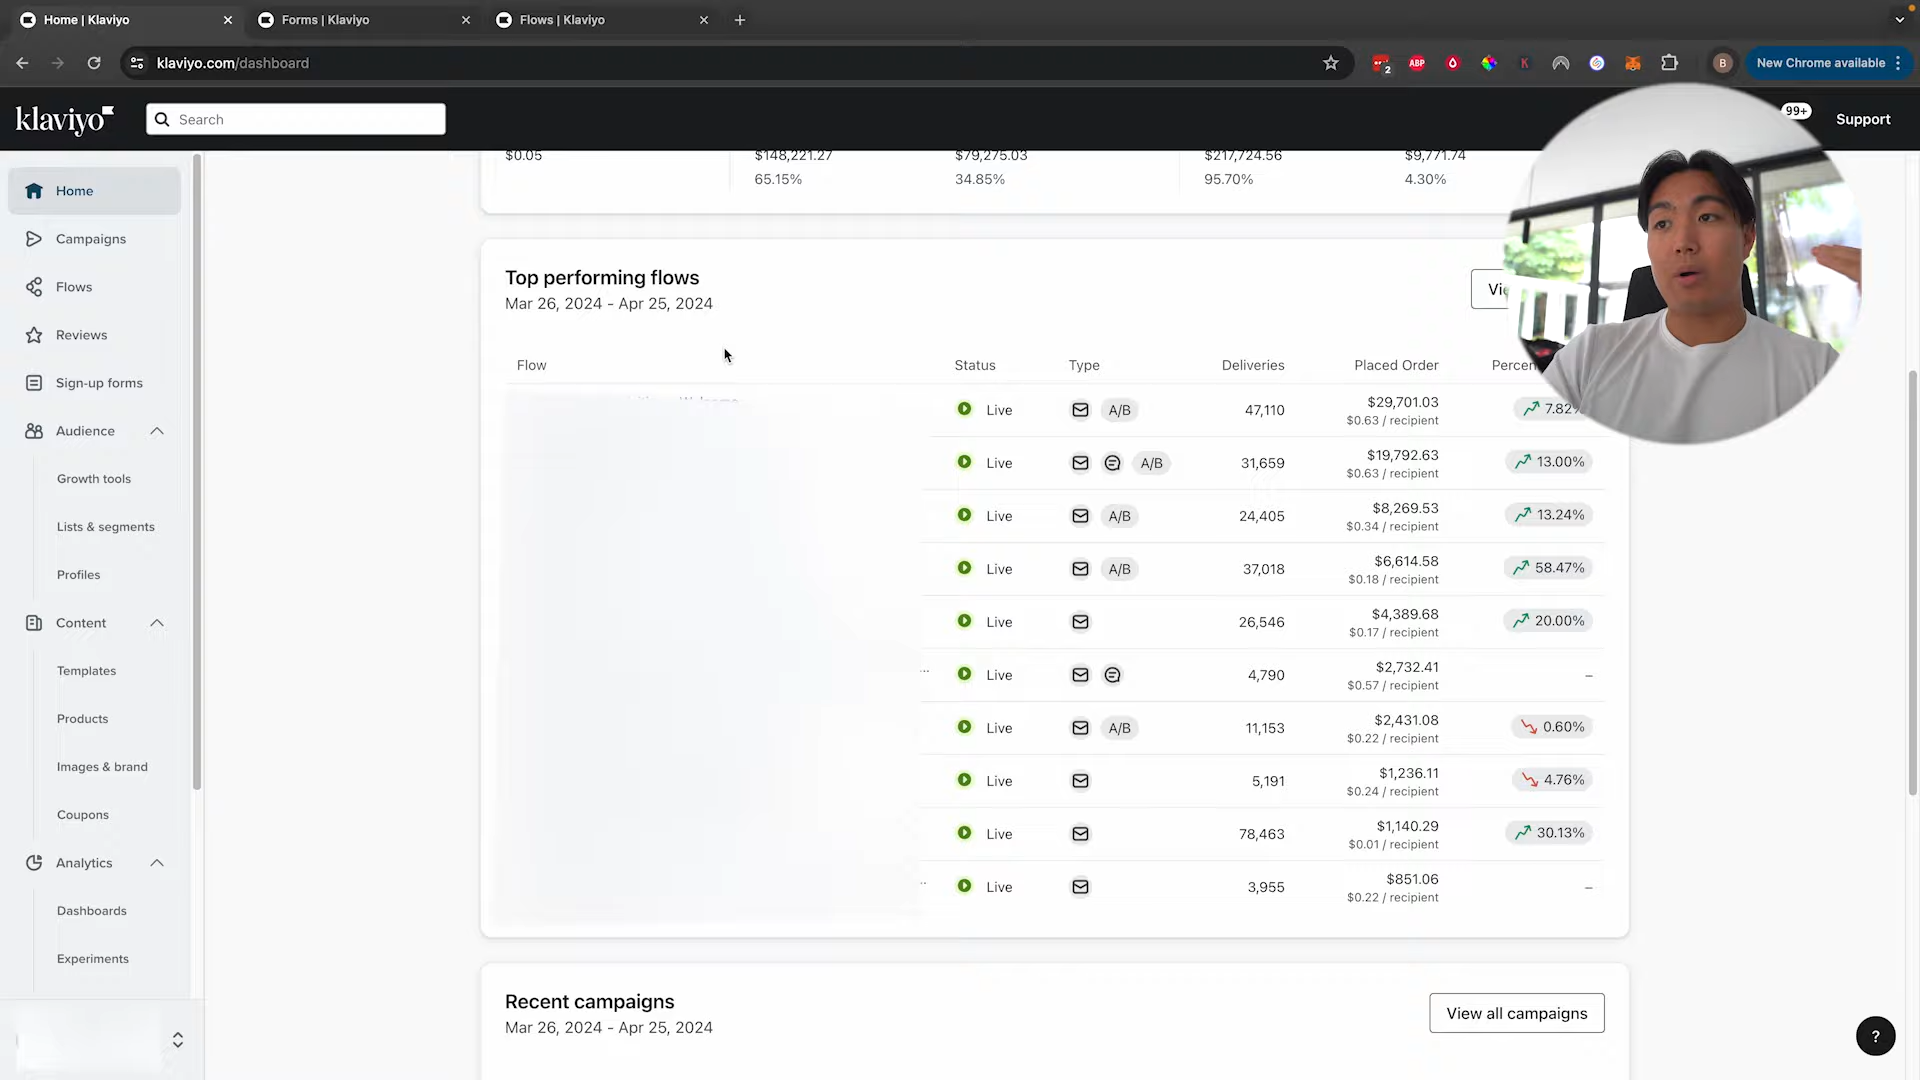 Home | Klaviyo
Forms | Klaviyo
Flows | Klaviyo
klaviyo.com/dashboard
2
ABP
K
B
New Chrome available
klaviyo
Search
99+
Support
Home
Campaigns
Flows
Reviews
Sign-up forms
Audience
Growth tools
Lists & segments
Profiles
Content
Templates
Products
Images & brand
Coupons
Analytics
Dashboards
Experiments
$0.05 $148,221.27 $79,275.03 $217,724.56 $9,771.74
65.15% 34.85% 95.70% 4.30%
Top performing flows
Mar 26, 2024 - Apr 25, 2024
Flow Status Type Deliveries Placed Order
Live A/B 47,110 $29,701.03 7.82%
$0.63 / recipient
Live A/B 31,659 $19,792.63 13.00%
$0.63 / recipient
Live A/B 24,405 $8,269.53 13.24%
$0.34 / recipient
Live A/B 37,018 $6,614.58 58.47%
$0.18 / recipient
Live 26,546 $4,389.68 20.00%
$0.17 / recipient
... Live 4,790 $2,732.41 –
$0.57 / recipient
Live A/B 11,153 $2,431.08 0.60%
$0.22 / recipient
Live 5,191 $1,236.11 4.76%
$0.24 / recipient
Live 78,463 $1,140.29 30.13%
$0.01 / recipient
... Live 3,955 $851.06 –
$0.22 / recipient
Recent campaigns
Mar 26, 2024 - Apr 25, 2024
View all campaigns
?